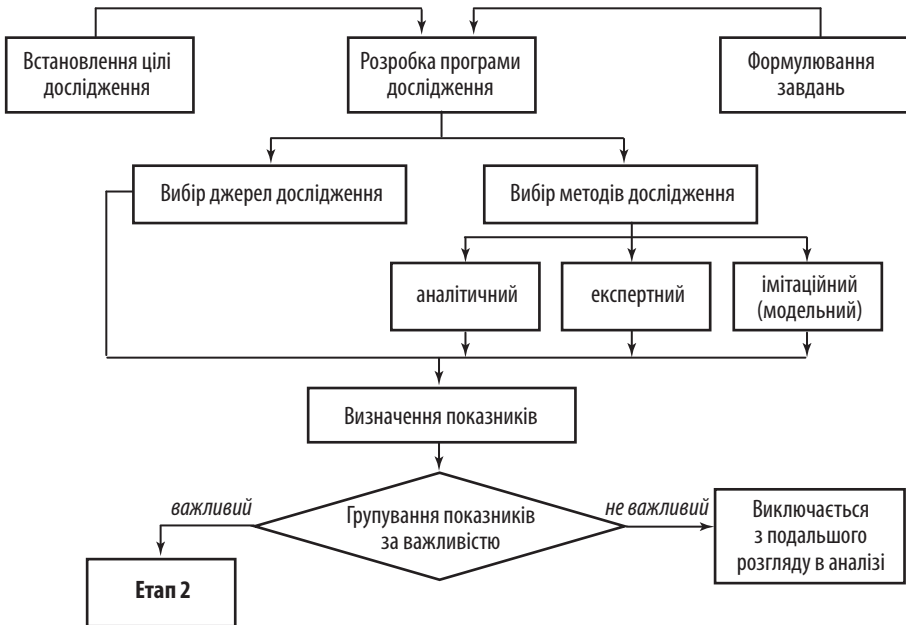 Встановлення цілі
дослідження
Розробка програми
дослідження
Формулювання
завдань
Вибір джерел дослідження
Вибір методів дослідження
аналітичний
експертний
імітаційний
(модельний)
Визначення показників
важливий
Групування показників
за важливістю
не важливий
Виключається
з подальшого
розгляду в аналізі
Етап 2